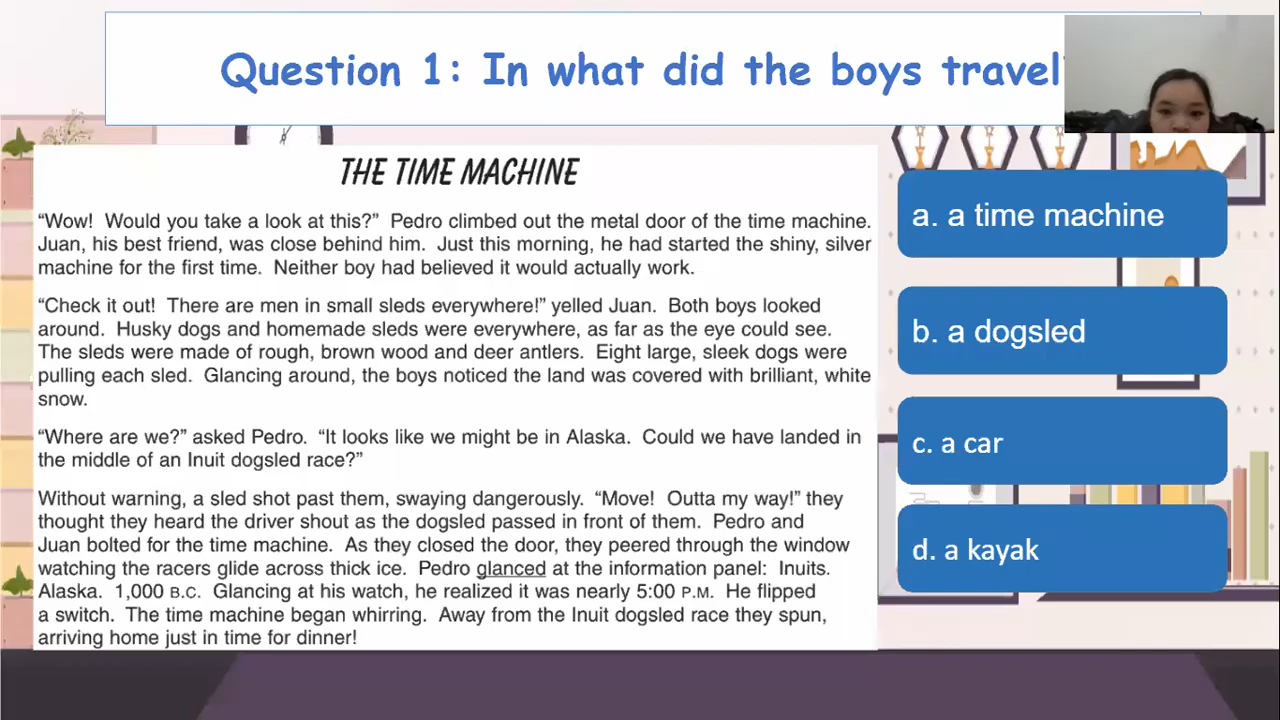 Question 1: In what did the boys travel
THE TIME MACHINE
“Wow!  Would you take a look at this?”  Pedro climbed out the metal door of the time machine.
Juan, his best friend, was close behind him.  Just this morning, he had started the shiny, silver
machine for the first time.  Neither boy had believed it would actually work.
“Check it out!  There are men in small sleds everywhere!” yelled Juan.  Both boys looked
around.  Husky dogs and homemade sleds were everywhere, as far as the eye could see.
The sleds were made of rough, brown wood and deer antlers.  Eight large, sleek dogs were
pulling each sled.  Glancing around, the boys noticed the land was covered with brilliant, white
snow.
“Where are we?” asked Pedro.  “It looks like we might be in Alaska.  Could we have landed in
the middle of an Inuit dogsled race?”
Without warning, a sled shot past them, swaying dangerously.  “Move!  Outta my way!” they
thought they heard the driver shout as the dogsled passed in front of them.  Pedro and
Juan bolted for the time machine.  As they closed the door, they peered through the window
watching the racers glide across thick ice.  Pedro glanced at the information panel:  Inuits.
Alaska.  1,000 B.C.  Glancing at his watch, he realized it was nearly 5:00 P.M.  He flipped
a switch.  The time machine began whirring.  Away from the Inuit dogsled race they spun,
arriving home just in time for dinner!
a. a time machine
b. a dogsled
c. a car
d. a kayak